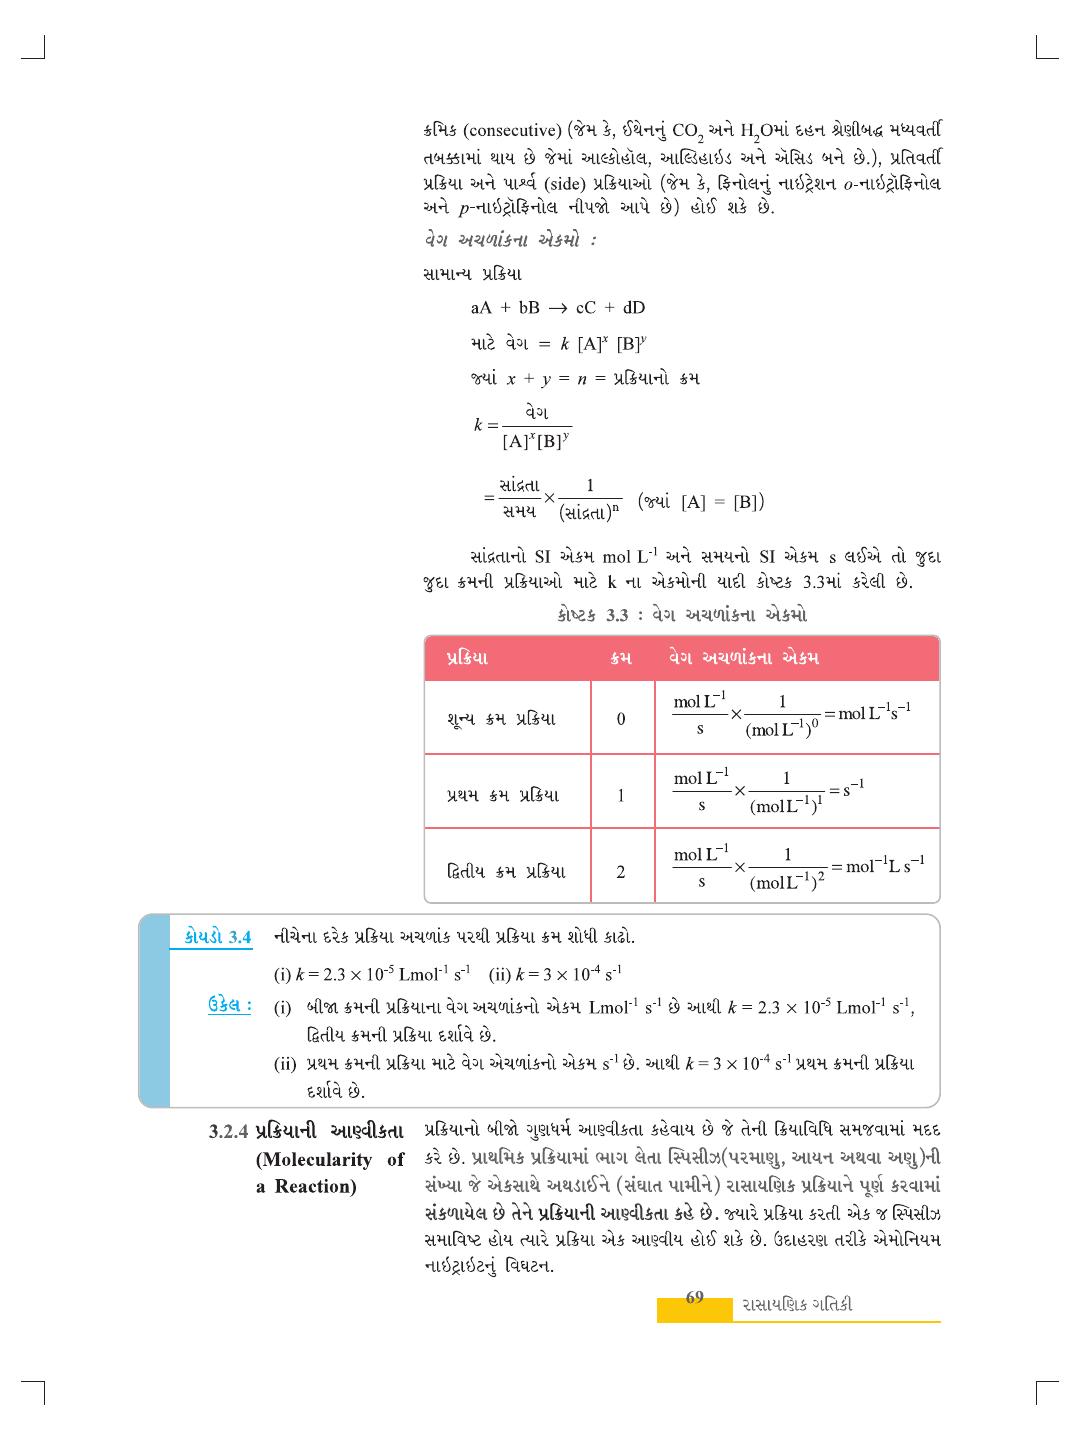 ક્રમિક (consecutive) (જેમ કે, ઈથેનનું CO2 અને H2Oમાં દહન શ્રેણીબદ્ધ મધ્યવર્તી
તબક્કામાં થાય છે જેમાં આલ્કોહૉલ, આલ્ડિહાઇડ અને ઍસિડ બને છે.), પ્રતિવર્તી
પ્રક્રિયા અને પાર્શ્વ (side) પ્રક્રિયાઓ (જેમ કે, ફિનોલનું નાઇટ્રેશન o-નાઇટ્રૉફિનોલ
અને p-નાઇટ્રૉફિનોલ નીપજો આપે છે) હોઈ શકે છે.
વેગ અચળાંકના એકમો :
સામાન્ય પ્રક્રિયા
aA + bB → cC + dD
માટે વેગ = k [A]^x [B]^y
જ્યાં x + y = n = પ્રક્રિયાનો ક્રમ
k = વેગ / [A]^x[B]^y
= સાંદ્રતા / સમય × 1 / (સાંદ્રતા)^n (જ્યાં [A] = [B])
સાંદ્રતાનો SI એકમ mol L^-1 અને સમયનો SI એકમ s લઈએ તો જુદા
જુદા ક્રમની પ્રક્રિયાઓ માટે k ના એકમોની યાદી કોષ્ટક 3.3માં કરેલી છે.
કોષ્ટક 3.3 : વેગ અચળાંકના એકમો
પ્રક્રિયા ક્રમ વેગ અચળાંકના એકમ
શૂન્ય ક્રમ પ્રક્રિયા 0 mol L^−1 / s × 1 / (mol L^−1)^0 = mol L^−1 s^−1
પ્રથમ ક્રમ પ્રક્રિયા 1 mol L^−1 / s × 1 / (mol L^−1)^1 = s^−1
દ્વિતીય ક્રમ પ્રક્રિયા 2 mol L^−1 / s × 1 / (mol L^−1)^2 = mol^−1 L s^−1
કોયડો 3.4 નીચેના દરેક પ્રક્રિયા અચળાંક પરથી પ્રક્રિયા ક્રમ શોધી કાઢો.
(i) k = 2.3 × 10^-5 Lmol^-1 s^-1 (ii) k = 3 × 10^-4 s^-1
ઉકેલ : (i) બીજા ક્રમની પ્રક્રિયાના વેગ અચળાંકનો એકમ Lmol^-1 s^-1 છે આથી k = 2.3 × 10^-5 Lmol^-1 s^-1,
દ્વિતીય ક્રમની પ્રક્રિયા દર્શાવે છે.
(ii) પ્રથમ ક્રમની પ્રક્રિયા માટે વેગ એચળાંકનો એકમ s^-1 છે. આથી k = 3 × 10^-4 s^-1 પ્રથમ ક્રમની પ્રક્રિયા
દર્શાવે છે.
3.2.4 પ્રક્રિયાની આણ્વીકતા
(Molecularity of
a Reaction)
પ્રક્રિયાનો બીજો ગુણધર્મ આણ્વીકતા કહેવાય છે જે તેની ક્રિયાવિધિ સમજવામાં મદદ
કરે છે. પ્રાથમિક પ્રક્રિયામાં ભાગ લેતા સ્પિસીઝ(પરમાણુ, આયન અથવા અણુ)ની
સંખ્યા જે એકસાથે અથડાઈને (સંઘાત પામીને) રાસાયણિક પ્રક્રિયાને પૂર્ણ કરવામાં
સંકળાયેલ છે તેને પ્રક્રિયાની આણ્વીકતા કહે છે. જ્યારે પ્રક્રિયા કરતી એક જ સ્પિસીઝ
સમાવિષ્ટ હોય ત્યારે પ્રક્રિયા એક આણ્વીય હોઈ શકે છે. ઉદાહરણ તરીકે એમોનિયમ
નાઇટ્રાઇટનું વિઘટન.
69 રાસાયણિક ગતિકી